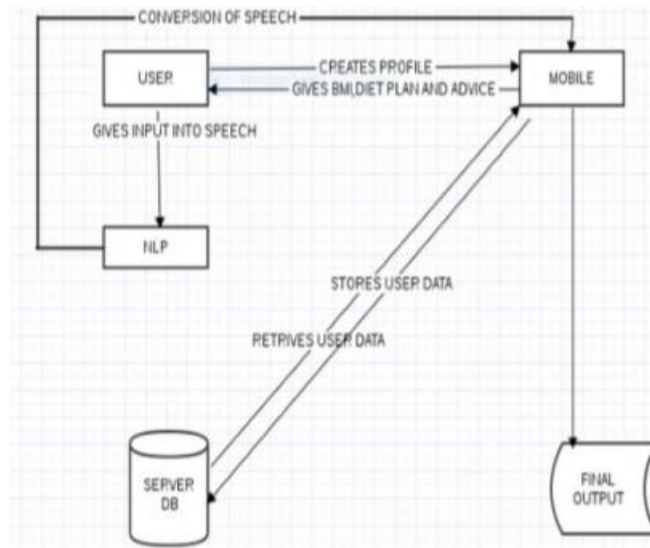 CONVERSION OF SPEECH
USER
CREATES PROFILE
MOBILE
GIVES BMI,DIET PLAN AND ADVICE
GIVES INPUT INTO SPEECH
NLP
STORES USER DATA
RETRIVES USER DATA
SERVER
DB
FINAL
OUTPUT